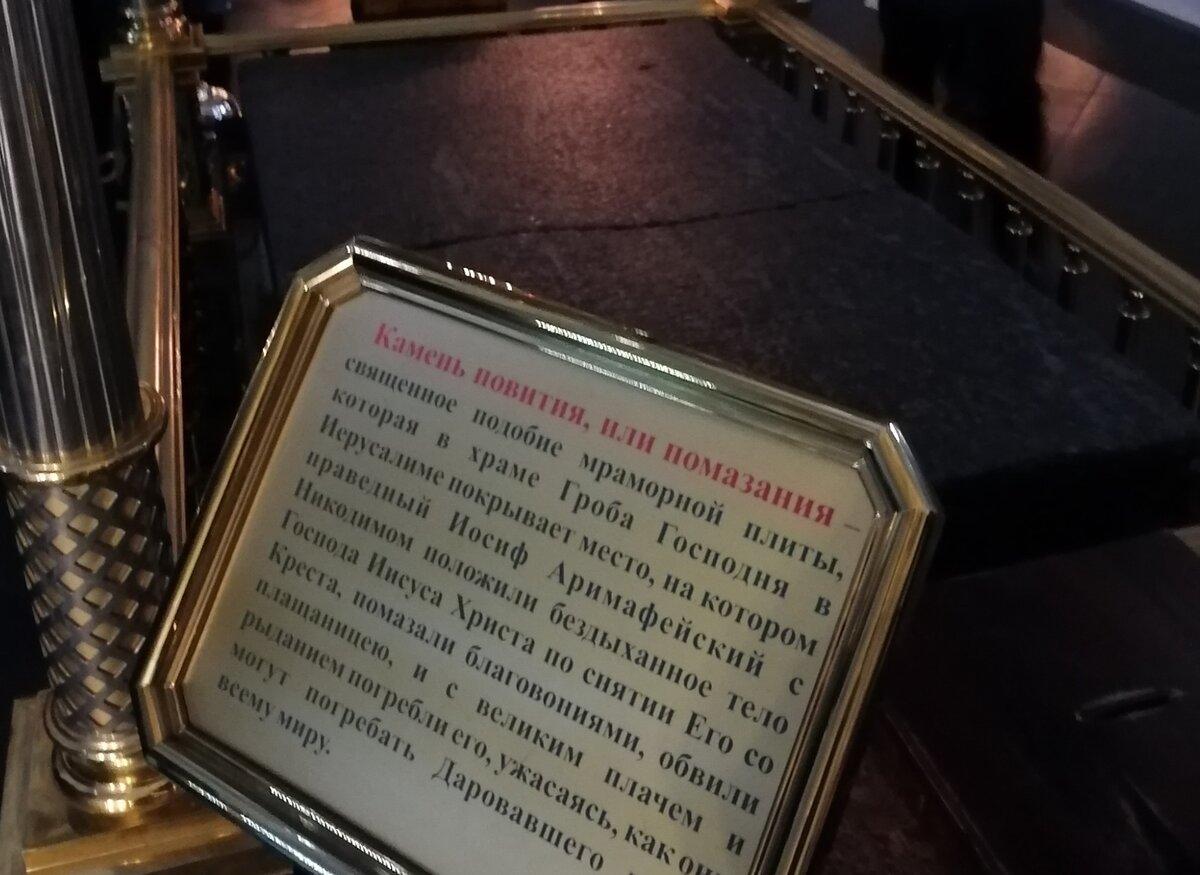 Камень повития, или помазания –
священное подобие мраморной плиты,
которая в храме Гроба Господня в
Иерусалиме покрывает место, на котором
праведный Иосиф Аримафейский с
Никодимом положили бездыханное тело
Господа Иисуса Христа по снятии Его со
Креста, помазали благовониями, обвили
плащаницею, и с великим плачем и
рыданием погребли его, ужасаясь, как они
могут погребать Даровавшего
всему миру.